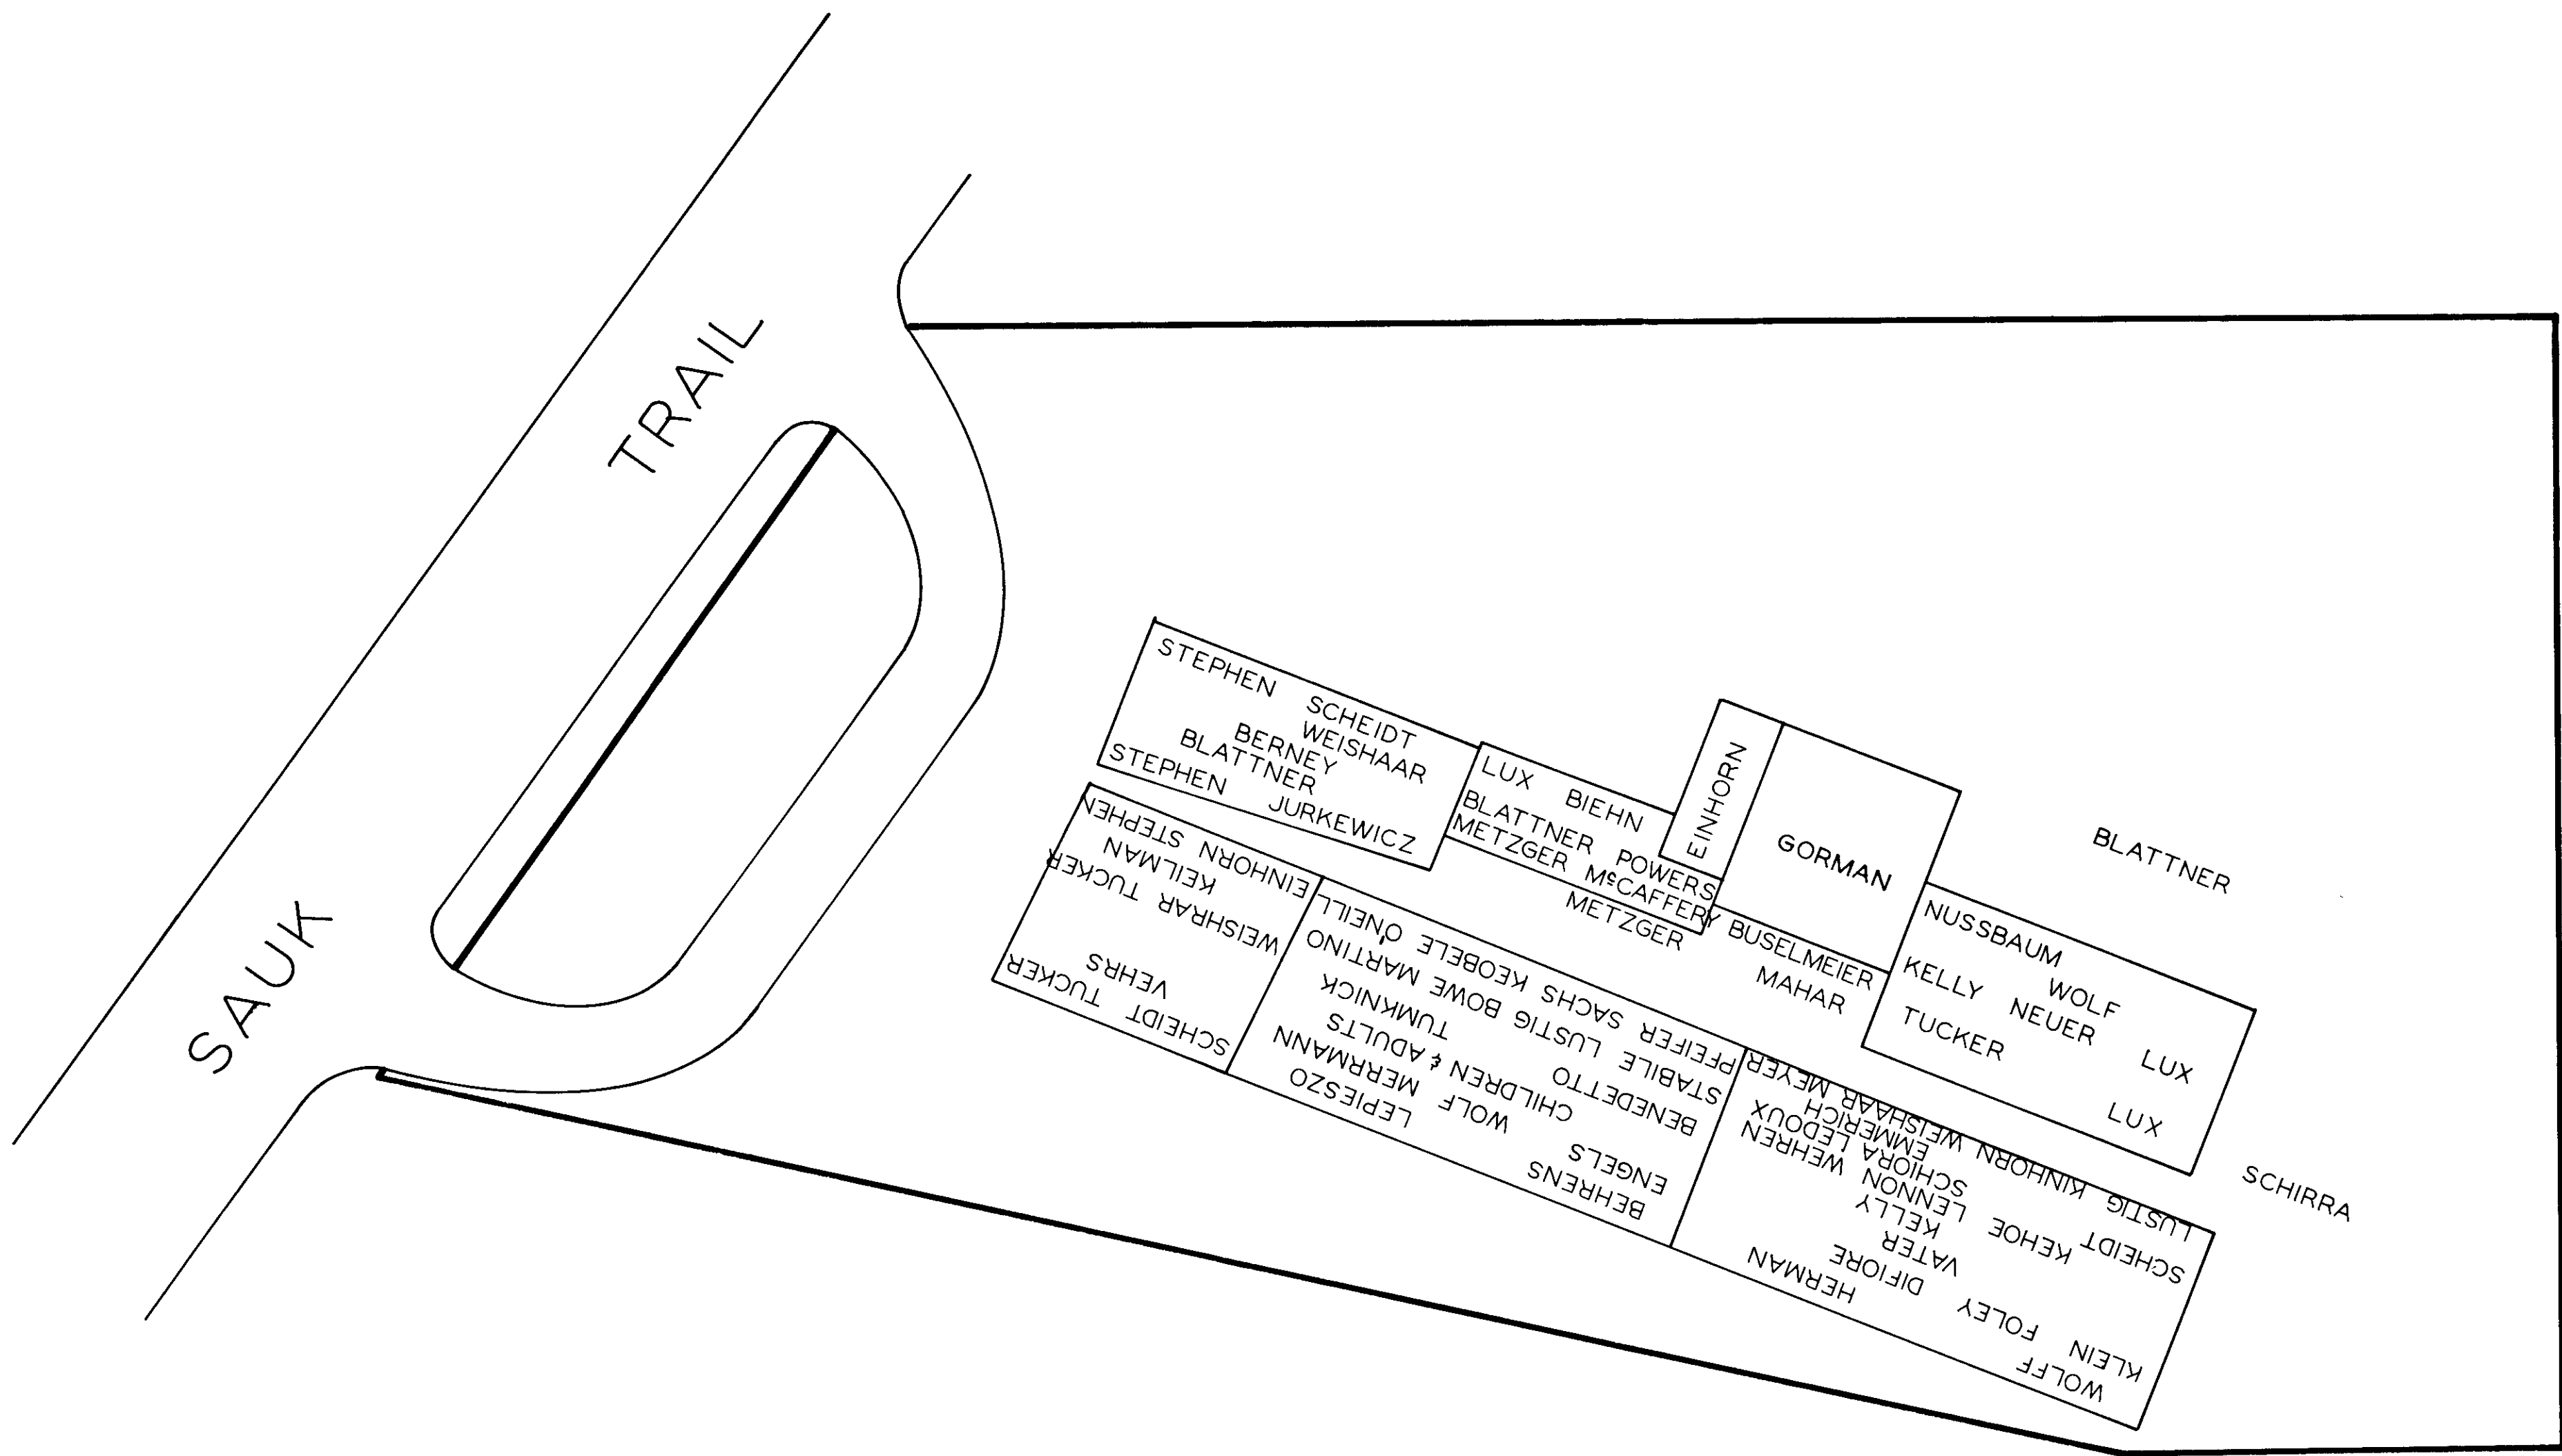 SAUK TRAIL
STEPHEN SCHEIDT
WEISHAAR
BERNEY
BLATTNER
STEPHEN JURKEWICZ
LUX BIEHN
BLATTNER POWERS
METZGER McCAFFERY
METZGER
EINHORN
GORMAN
BUSELMEIER
MAHAR
BLATTNER
NUSSBAUM
WOLF
KELLY NEUER
LUX
TUCKER
LUX
SCHIRRA
EINHORN STEPHEN
KEILMAN
WEISHRAR TUCKER
VEHRS
SCHEIDT TUCKER
PFEIFER SACHS KEOBELE O'NEILL
STABILE LUSTIG BOWE MARTINO
BENEDETTO TUMKNICK
CHILDREN & ADULTS
WOLF MERRMANN
ENGELS
LEPIESZO
BEHRENS
LUSTIG KINHORN WEISHAAR MEYER
EMMERICH
SCHEIDT
SCHIORA LEDOUX
KEHOE LENNON WEHREN
KELLY
VATER
KLEIN FOLEY DIFIORE
HERMAN
WOLFF